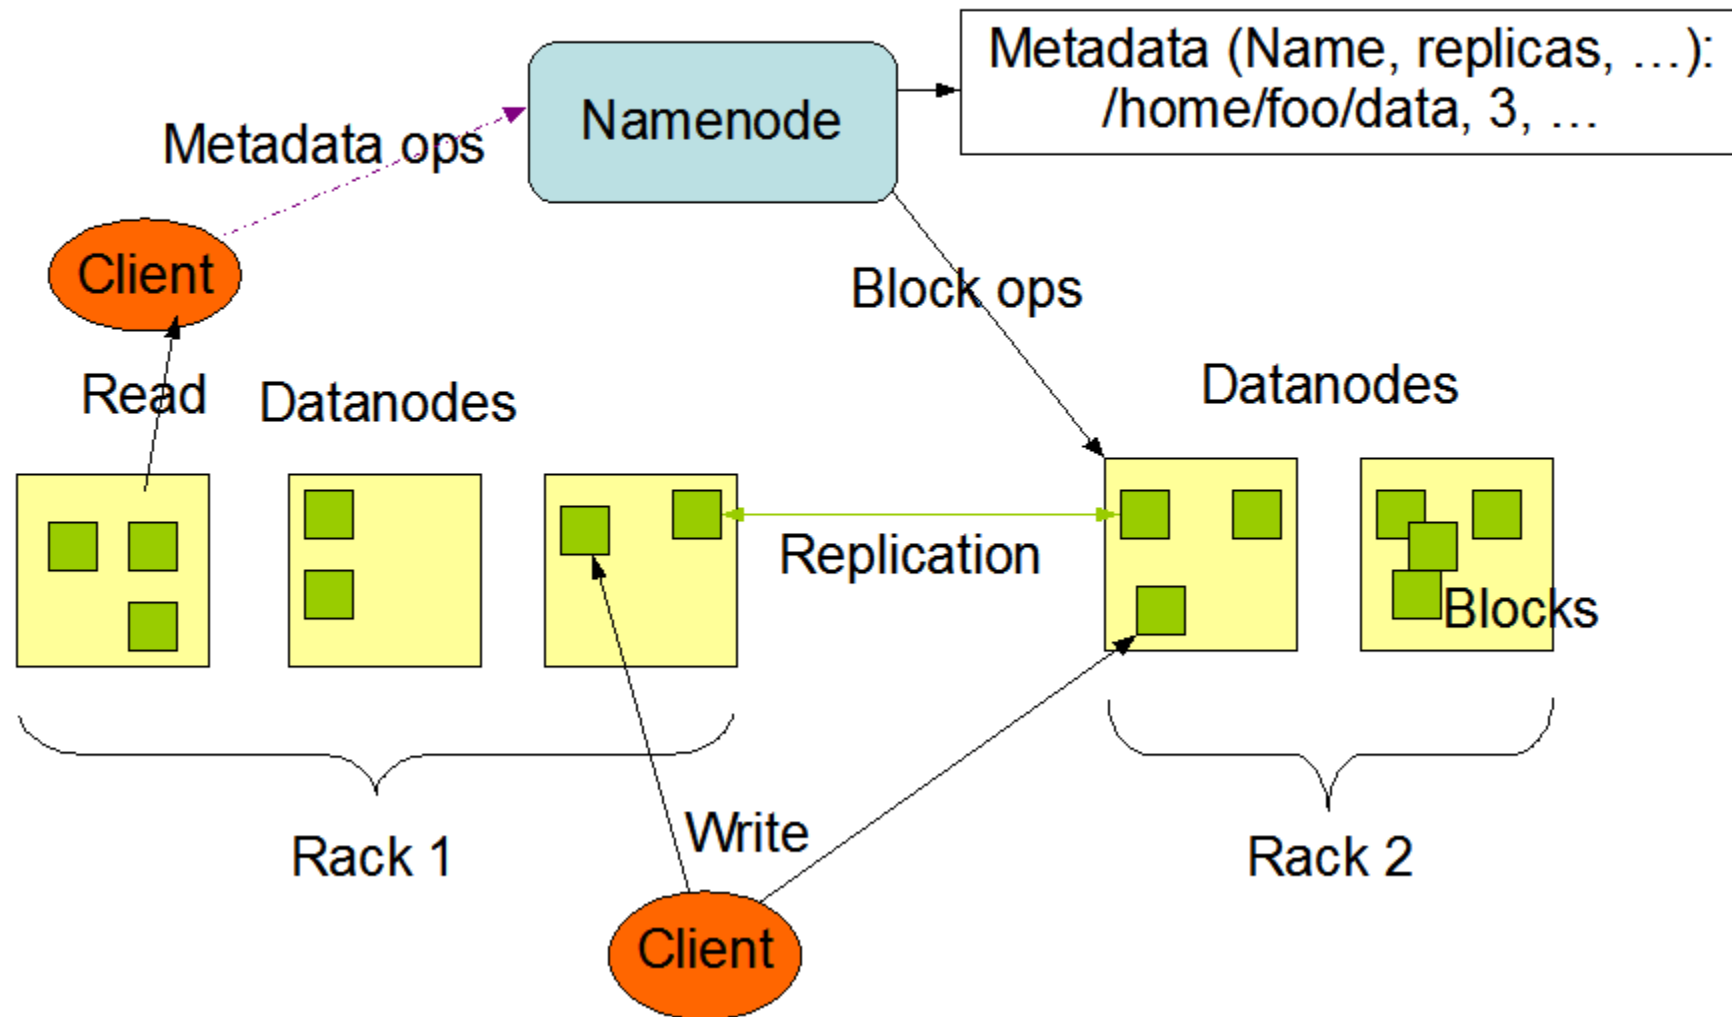 Metadata (Name, replicas, …):
/home/foo/data, 3, …
Namenode
Metadata ops
Client
Block ops
Read
Datanodes
Datanodes
Replication
Blocks
Rack 1
Write
Rack 2
Client